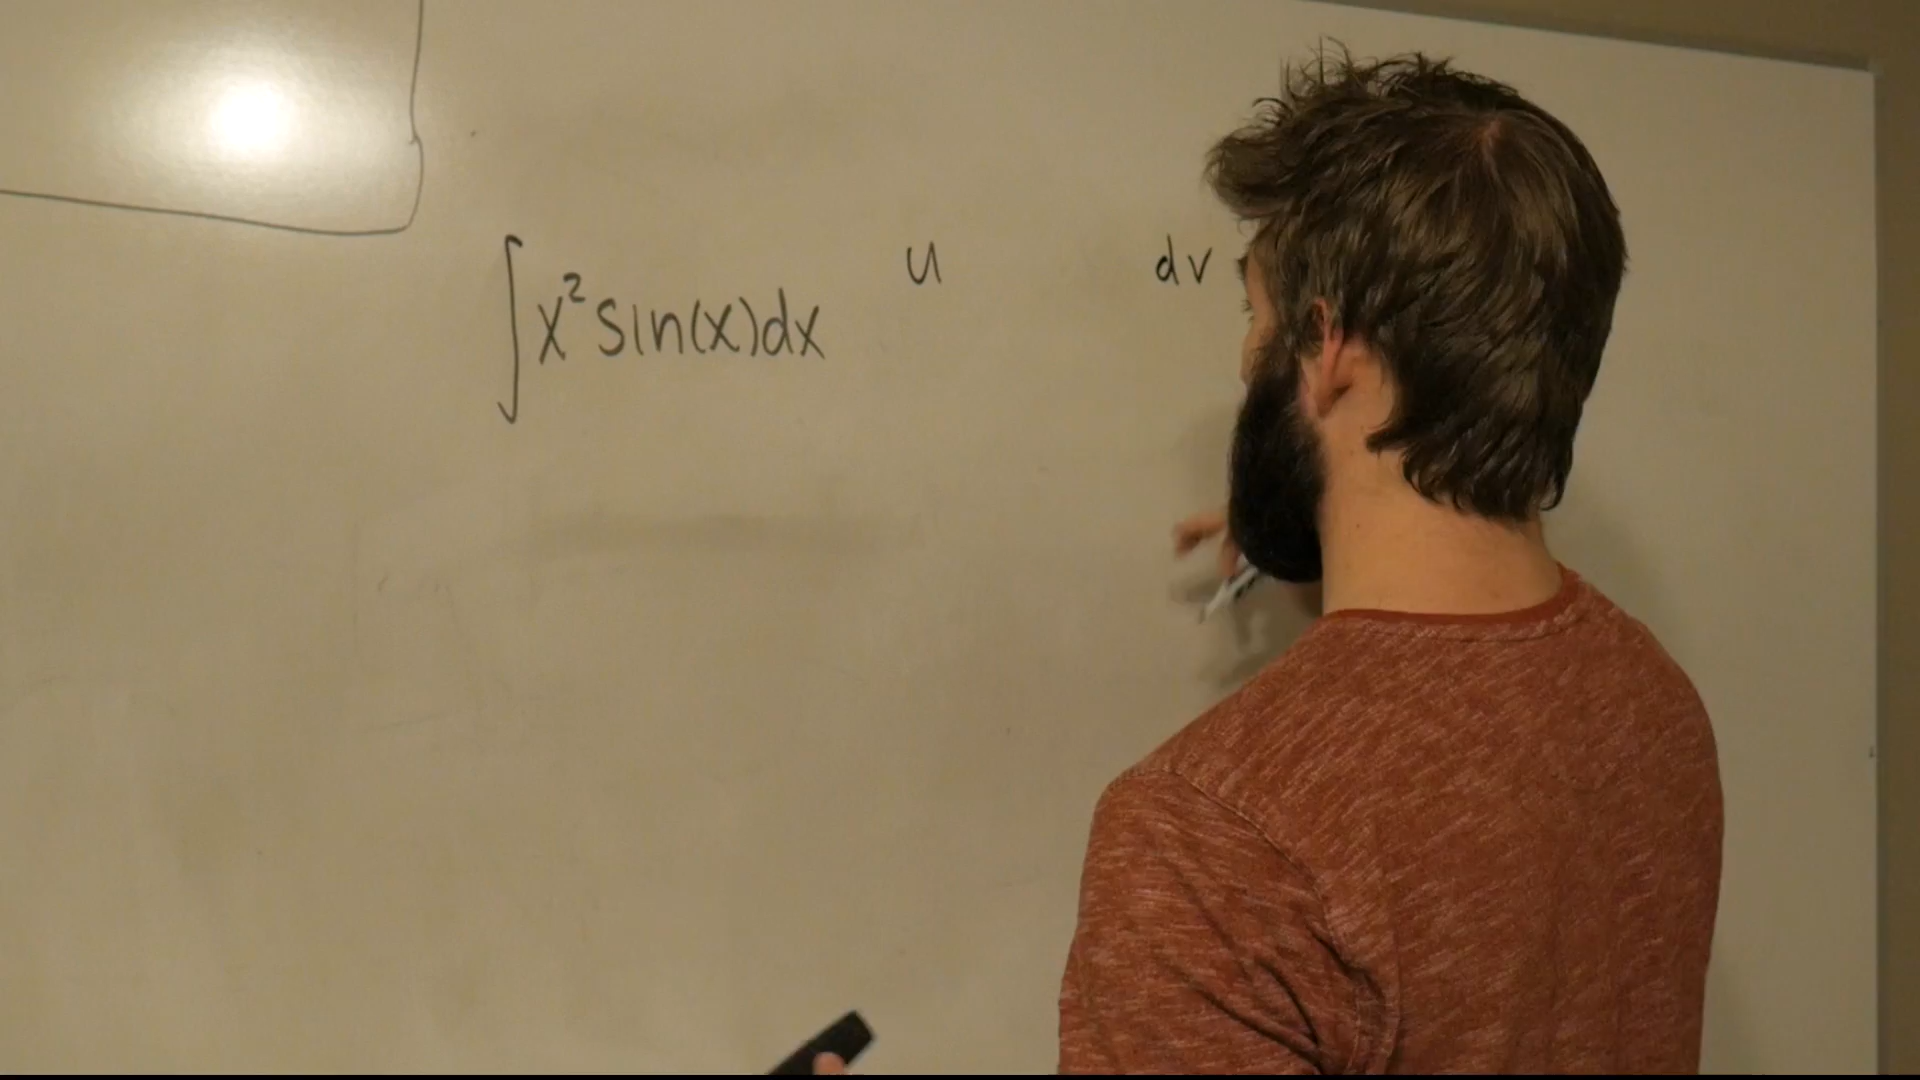 ∫x²sin(x)dx u dv